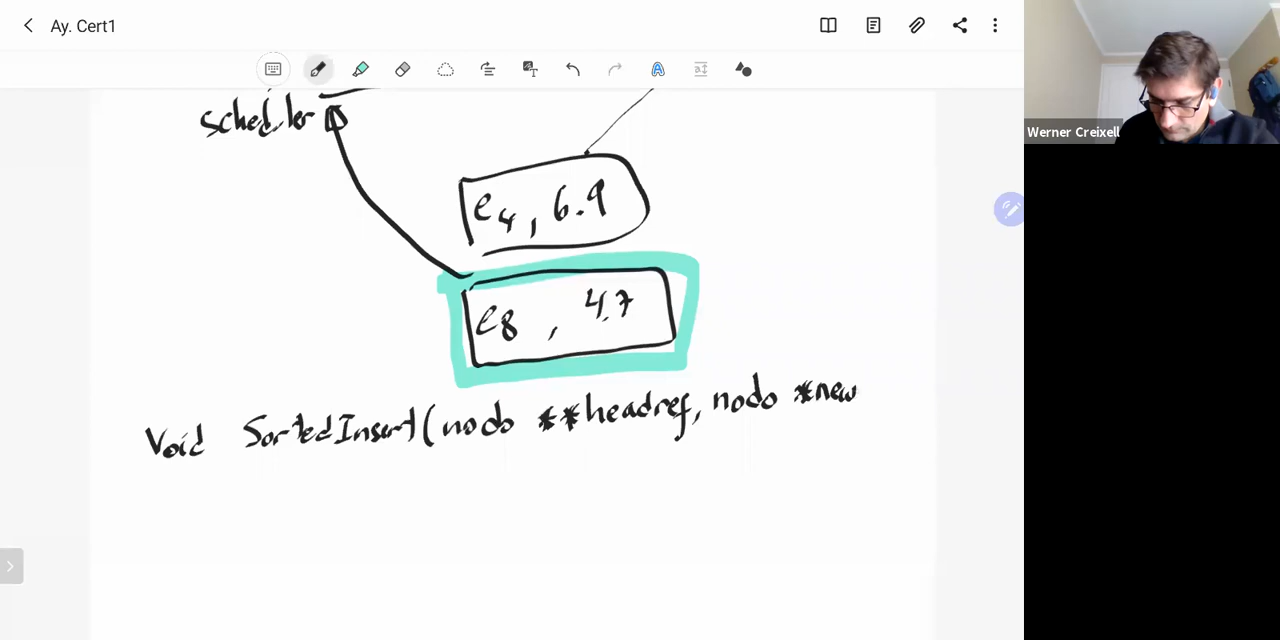 Ay. Cert1
Werner Creixell
scheduler
e4, 6.9
e8, 4.7
Void SortedInsert(nodo **headref, nodo *new